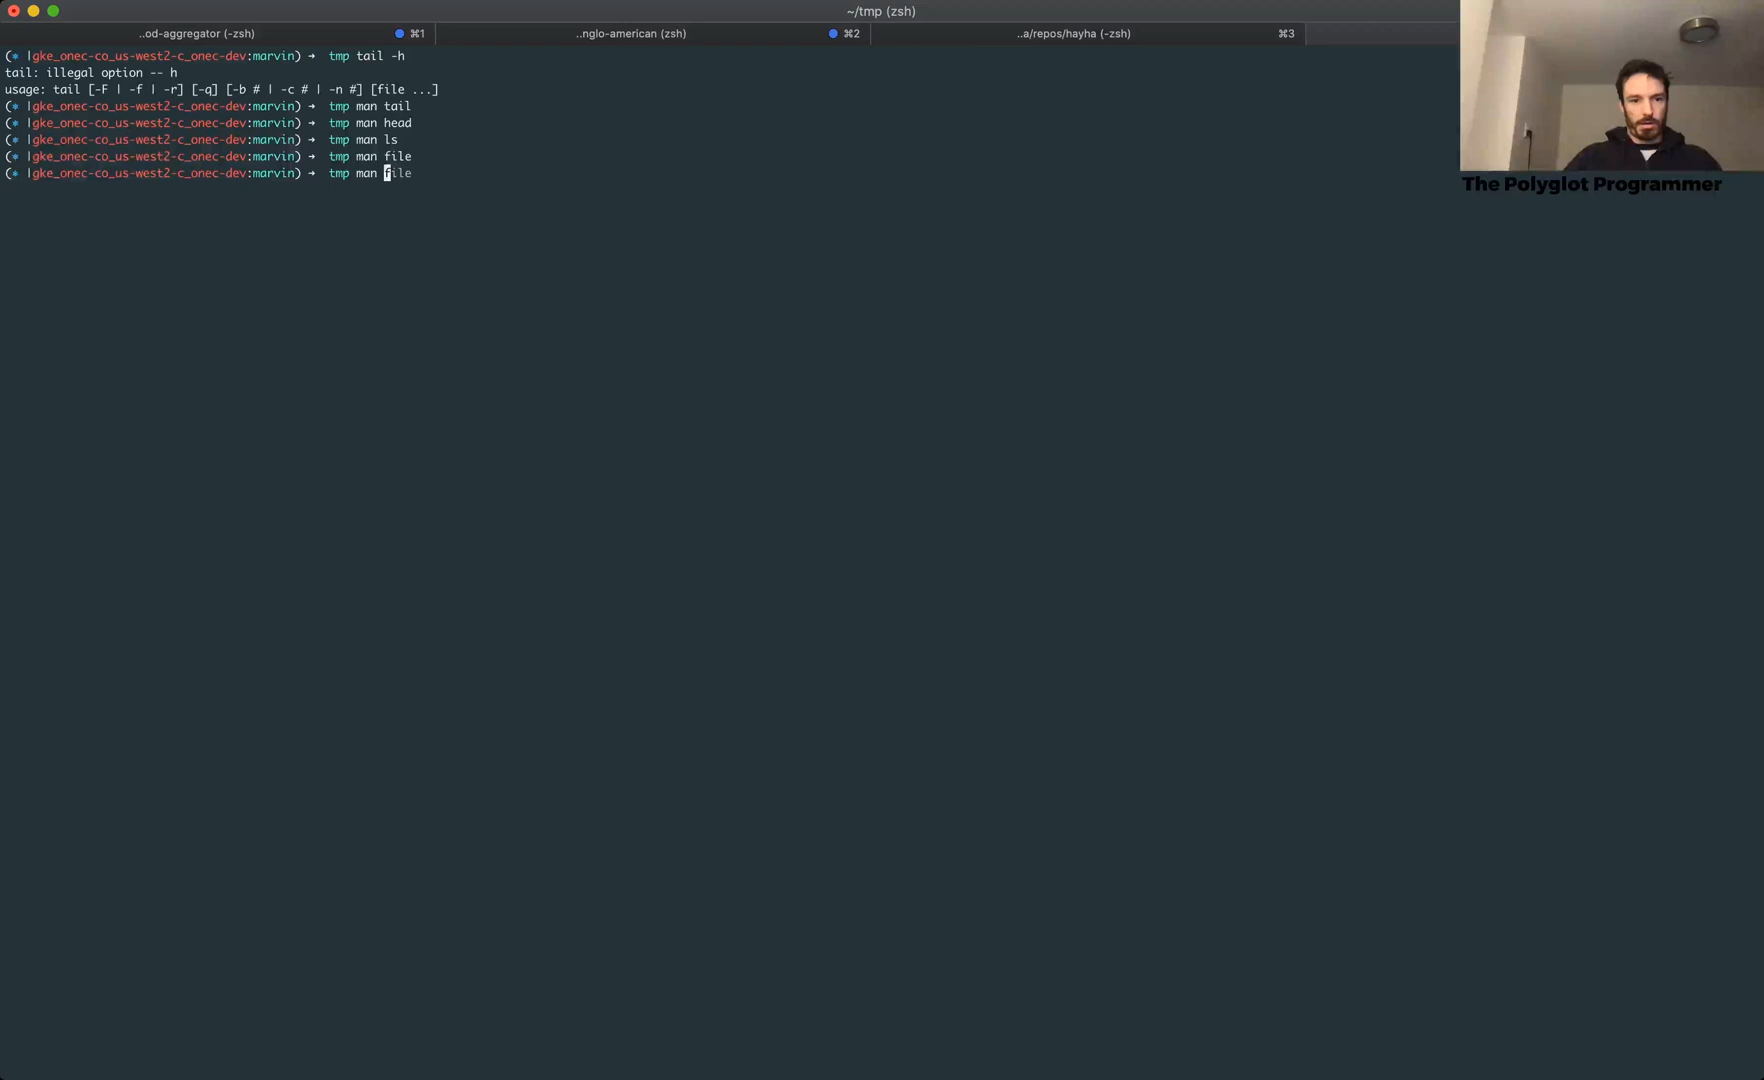 ~/tmp (zsh)
..od-aggregator (-zsh) ⌘1 ..nglo-american (zsh) ⌘2 ..a/repos/hayha (-zsh) ⌘3
(⎈ |gke_onec-co_us-west2-c_onec-dev:marvin) ➜ tmp tail -h
tail: illegal option -- h
usage: tail [-F | -f | -r] [-q] [-b # | -c # | -n #] [file ...]
(⎈ |gke_onec-co_us-west2-c_onec-dev:marvin) ➜ tmp man tail
(⎈ |gke_onec-co_us-west2-c_onec-dev:marvin) ➜ tmp man head
(⎈ |gke_onec-co_us-west2-c_onec-dev:marvin) ➜ tmp man ls
(⎈ |gke_onec-co_us-west2-c_onec-dev:marvin) ➜ tmp man file
(⎈ |gke_onec-co_us-west2-c_onec-dev:marvin) ➜ tmp man file
The Polyglot Programmer